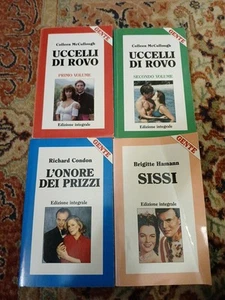 GENTE
Colleen McCullough
UCCELLI
DI ROVO
PRIMO VOLUME
Edizione integrale
GENTE
Colleen McCullough
UCCELLI
DI ROVO
SECONDO VOLUME
Edizione integrale
GENTE
Richard Condon
L'ONORE
DEI PRIZZI
Edizione integrale
GENTE
Brigitte Hamann
SISSI
Edizione integrale